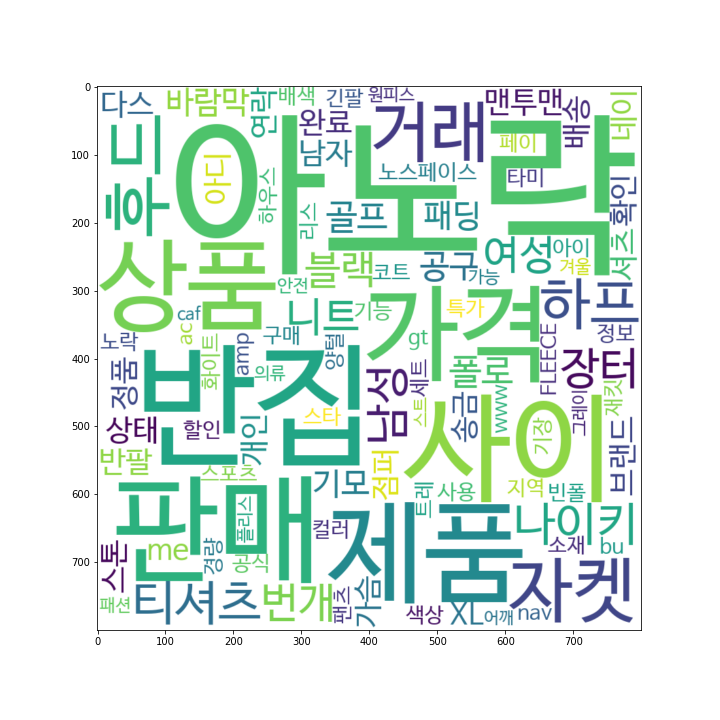 0
100
200
300
400
500
600
700
0 100 200 300 400 500 600 700
다스
바람막
연락
배색
긴팔
원피스
맨투맨
배송
네이
완료
거래
페이
후드
아노락
아디
남자
노스페이스
타미
하우스
리스
골프
패딩
확인
상품
블랙
안전
코트
공구
가능
여성
아이
겨울
셔츠
가격
하프
caf
ac
니트
기능
특가
노락
화이트
amp
구매
양털
gt
FLEECE
정보
정품
반집
의류
남성
세트
폴로
장터
상태
할인
개인
스타
스트
송금
www
사이
기장
그레이
재킷
브랜드
반팔
스포츠
기모
점퍼
트레
사용
지역
빈폴
판매
플리스
컬러
제품
나이키
소재
bu
스톤
me
경량
공식
자켓
패션
티셔츠
번개
팬츠
가슴
색상
XL
어깨
nav